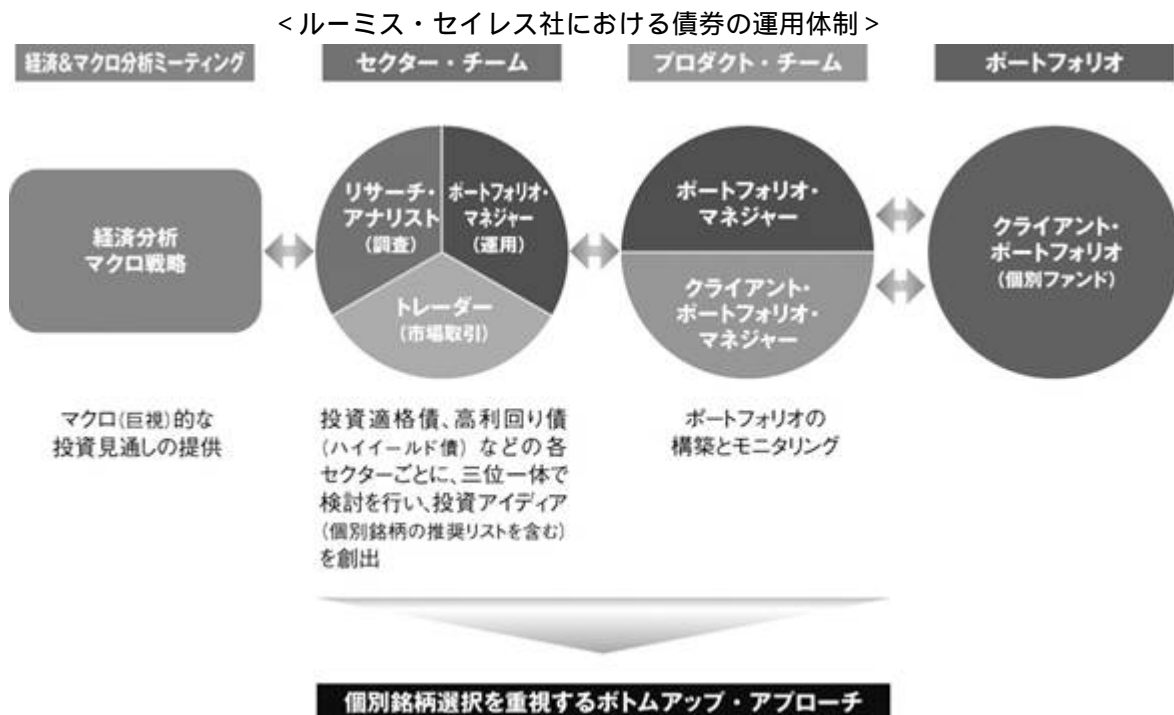 <ルーミス・セイレス社における債券の運用体制>
経済&マクロ分析ミーティング
セクター・チーム
プロダクト・チーム
ポートフォリオ
経済分析
マクロ戦略
リサーチ・
アナリスト
(調査)
ポートフォリオ・
マネジャー
(運用)
トレーダー
(市場取引)
ポートフォリオ・
マネジャー
クライアント・
ポートフォリオ・
マネジャー
クライアント・
ポートフォリオ
(個別ファンド)
マクロ(巨視)的な
投資見通しの提供
投資適格債、高利回り債
(ハイイールド債)などの各
セクターごとに、三位一体で
検討を行い、投資アイディア
(個別銘柄の推奨リストを含む)
を創出
ポートフォリオの
構築とモニタリング
個別銘柄選択を重視するボトムアップ・アプローチ